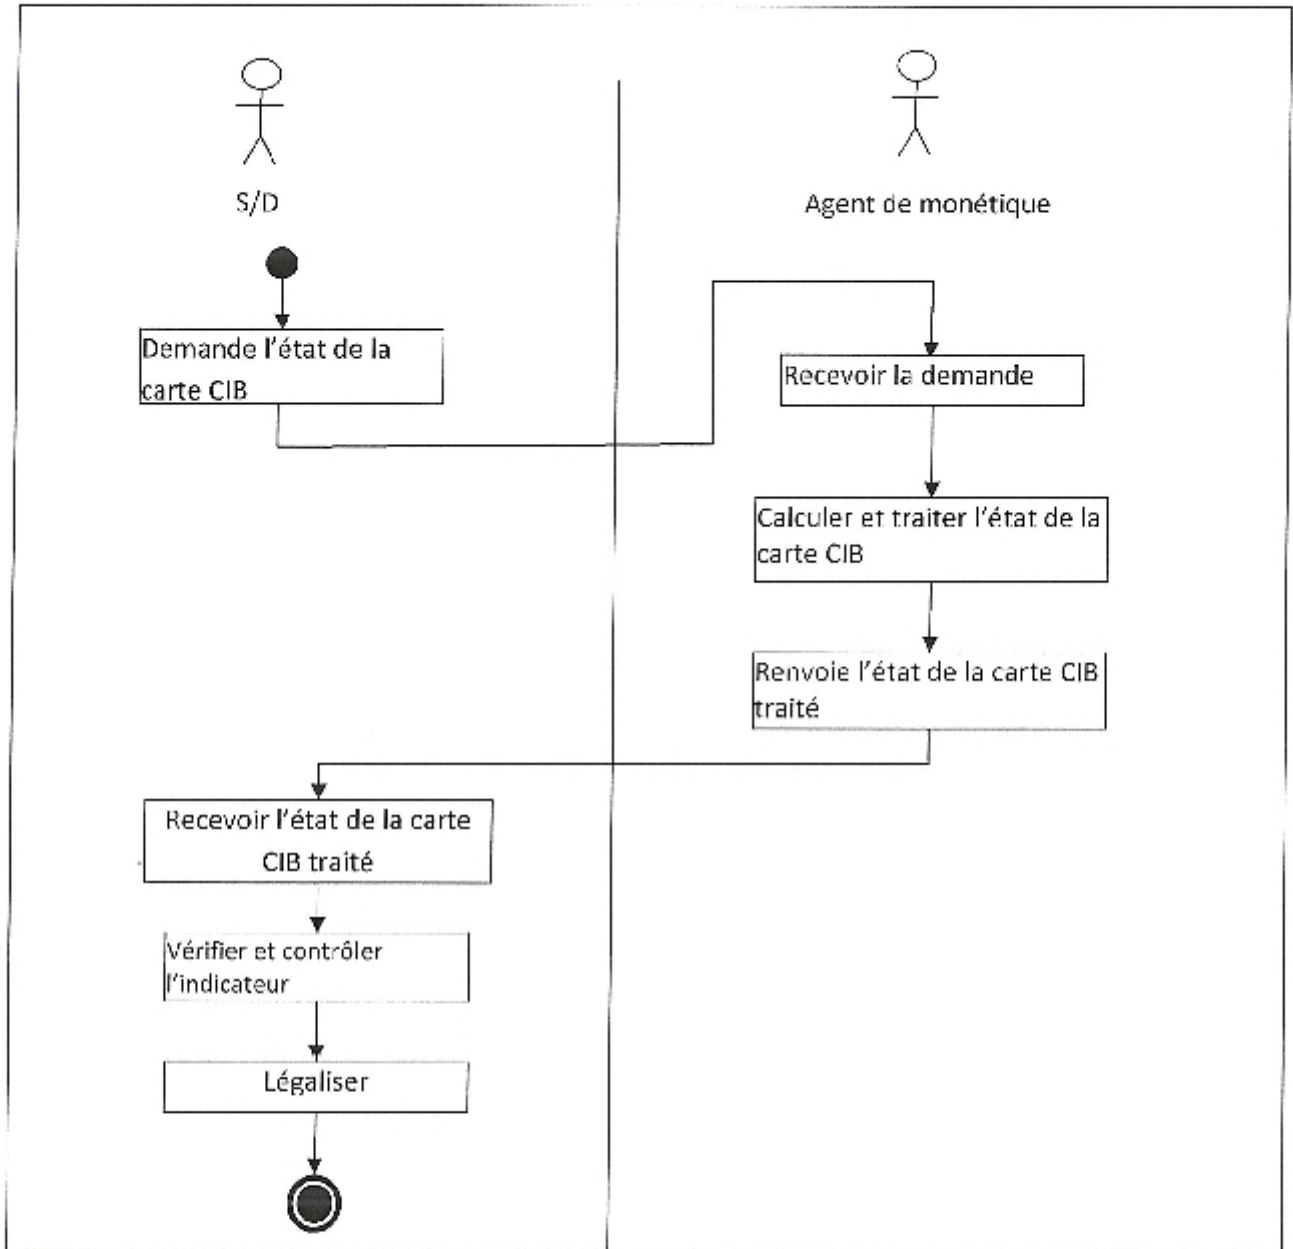 S/D
Agent de monétique
Demande l'état de la
carte CIB
Recevoir la demande
Calculer et traiter l'état de la
carte CIB
Renvoie l'état de la carte CIB
traité
Recevoir l'état de la carte
CIB traité
Vérifier et contrôler
l'indicateur
Légaliser